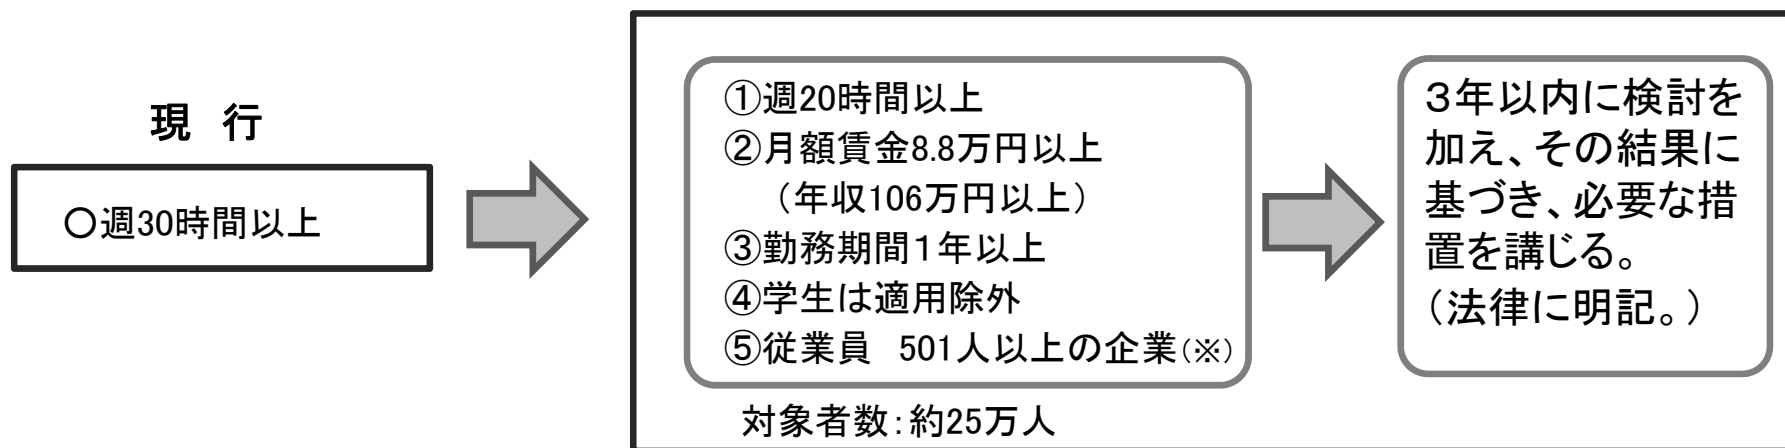 現 行
〇週30時間以上
①週20時間以上
②月額賃金8.8万円以上
（年収106万円以上）
③勤務期間１年以上
④学生は適用除外
⑤従業員　501人以上の企業(※)
対象者数：約25万人
３年以内に検討を
加え、その結果に
基づき、必要な措
置を講じる。
（法律に明記。）